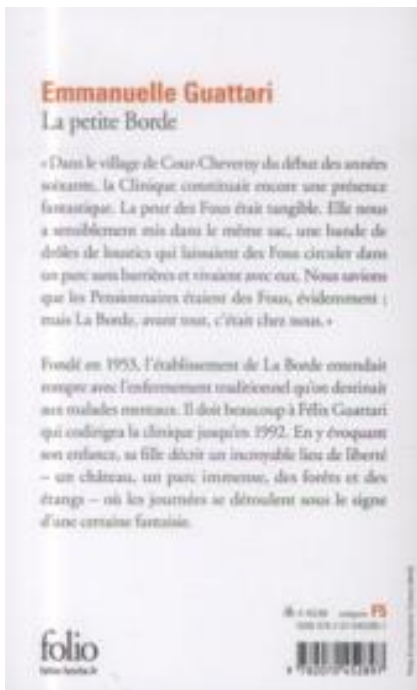 Emmanuelle Guattari
La petite Borde
« Dans le village de Cour-Cheverny du début des années
soixante, la Clinique constituait encore une présence
fantastique. La peur des Fous était tangible. Elle nous
a sensiblement mis dans le même sac, une bande de
drôles de loustics qui laissaient des Fous circuler dans
un parc sans barrières et vivaient avec eux. Nous savions
que les Pensionnaires étaient des Fous, évidemment ;
mais La Borde, avant tout, c'était chez nous. »
Fondé en 1953, l'établissement de La Borde entendait
rompre avec l'enfermement traditionnel qu'on destinait
aux malades mentaux. Il doit beaucoup à Félix Guattari
qui codirigea la clinique jusqu'en 1992. En y évoquant
son enfance, sa fille décrit un incroyable lieu de liberté
– un château, un parc immense, des forêts et des
étangs – où les journées se déroulent sous le signe
d'une certaine fantaisie.
catégorie F5
folio